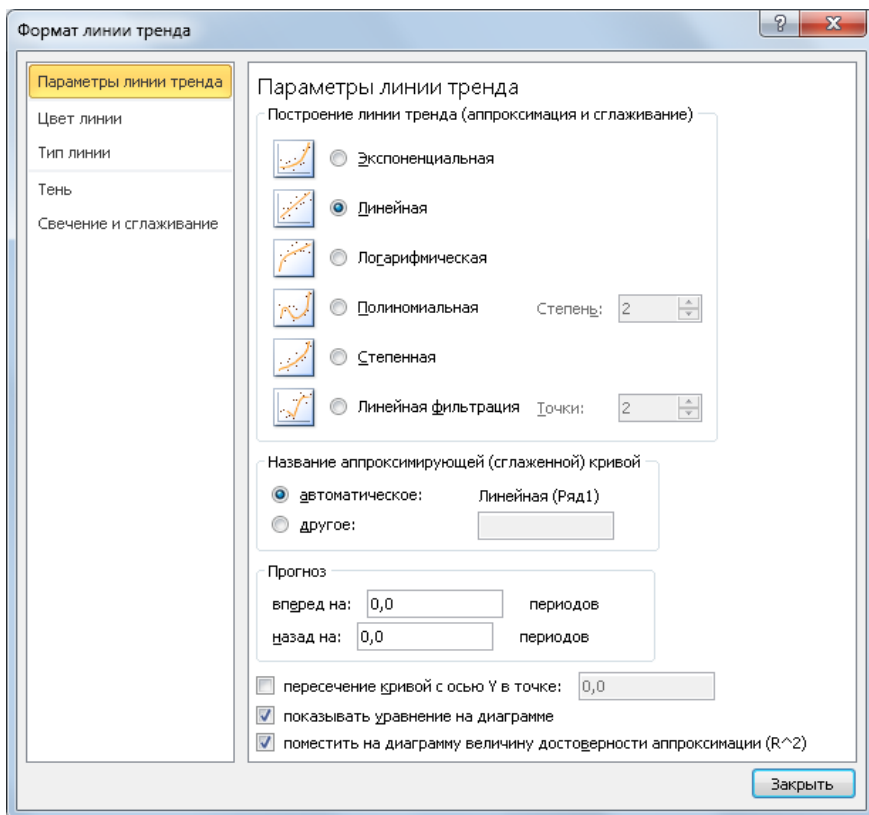 Формат линии тренда
Параметры линии тренда
Цвет линии
Тип линии
Тень
Свечение и сглаживание
Параметры линии тренда
Построение линии тренда (аппроксимация и сглаживание)
Экспоненциальная
Линейная
Логарифмическая
Полиномиальная Степень: 2
Степенная
Линейная фильтрация Точки: 2
Название аппроксимирующей (сглаженной) кривой
автоматическое: Линейная (Ряд1)
другое:
Прогноз
вперед на: 0,0 периодов
назад на: 0,0 периодов
пересечение кривой с осью Y в точке: 0,0
показывать уравнение на диаграмме
поместить на диаграмму величину достоверности аппроксимации (R^2)
Закрыть